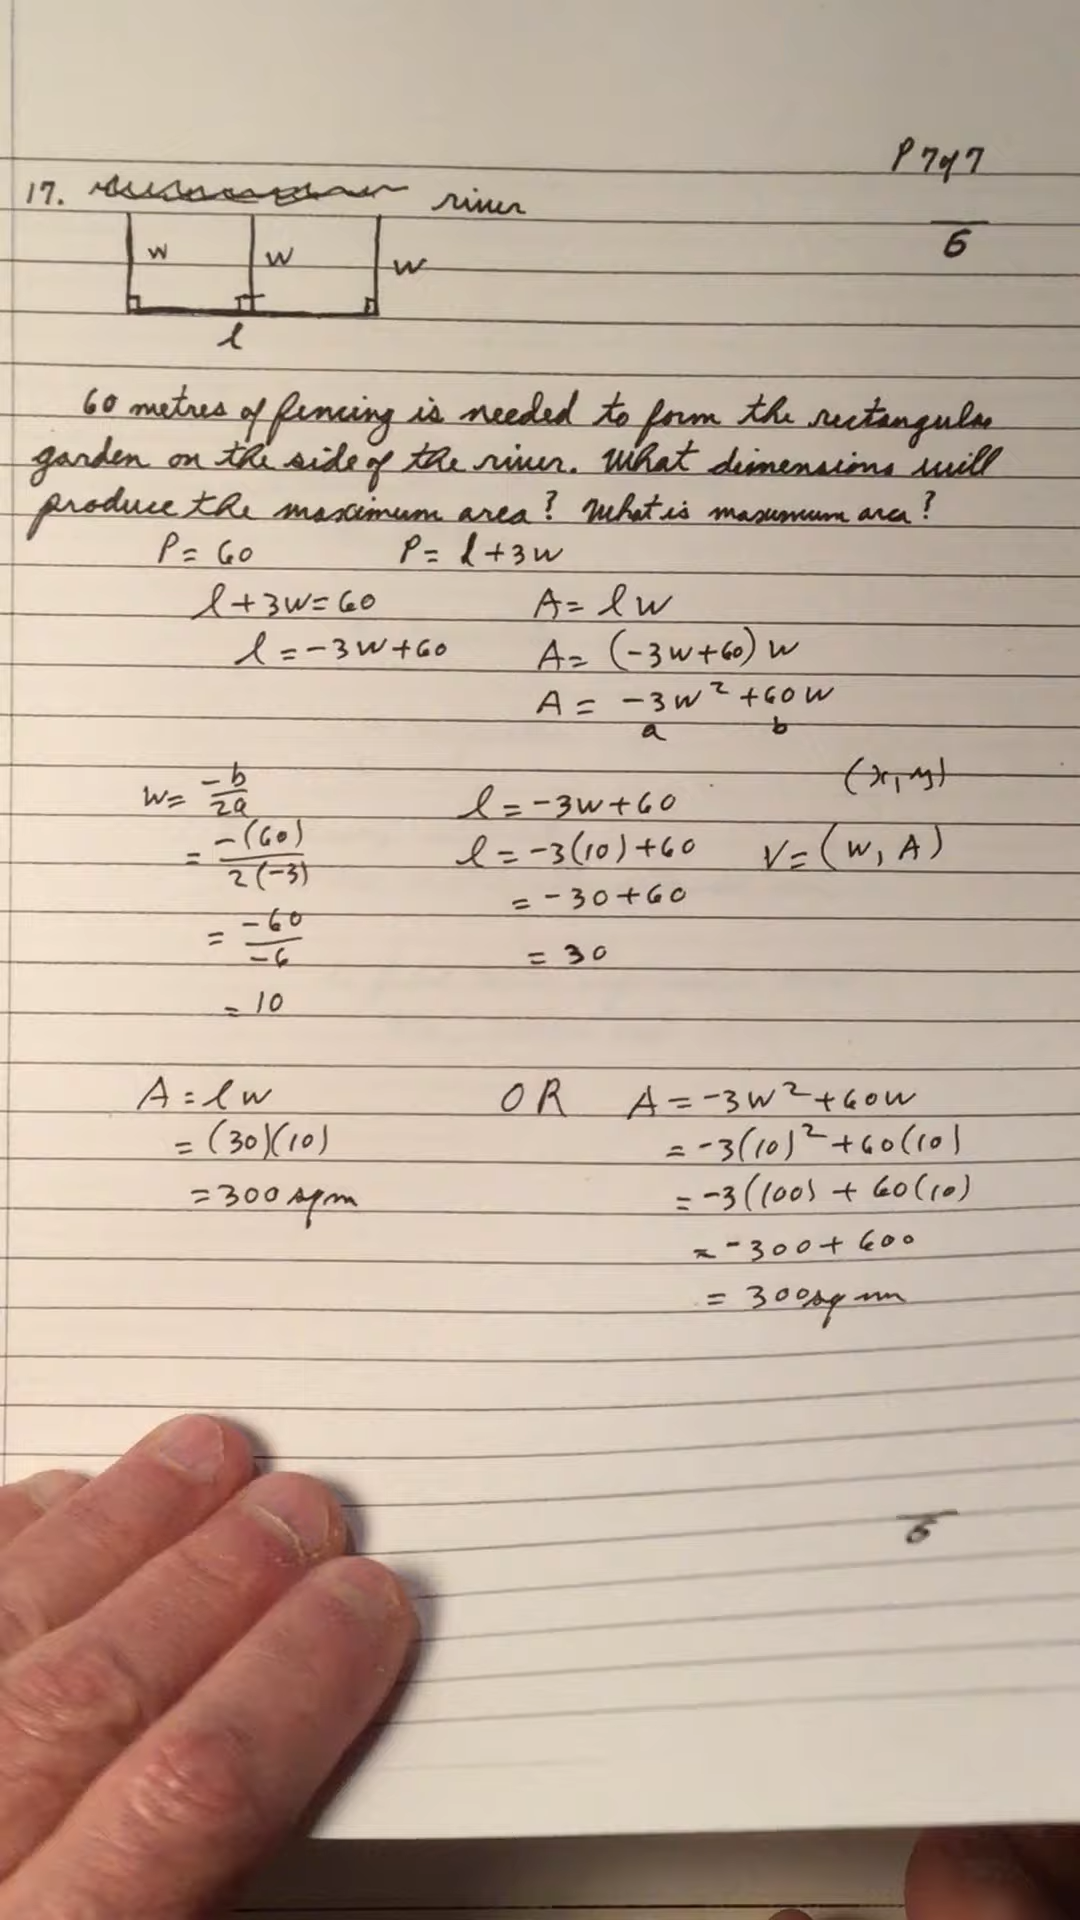 P 7 of 7
17. river
6
w w w
l
60 metres of fencing is needed to form the rectangular
garden on the side of the river. What dimensions will
produce the maximum area? What is maxumum area?
P = 60 P = l + 3w
l + 3w = 60 A = lw
l = -3w + 60 A = (-3w + 60) w
A = -3w² + 60w
a b
(x, y)
w = -b/2a l = -3w + 60
= -(60)/2(-3) l = -3(10) + 60 V = (w, A)
= -30 + 60
= -60/-6 = 30
= 10
A = lw OR A = -3w² + 60w
= (30)(10) = -3(10)² + 60(10)
= 300 sq m = -3(100) + 60(10)
= -300 + 600
= 300 sq m
6